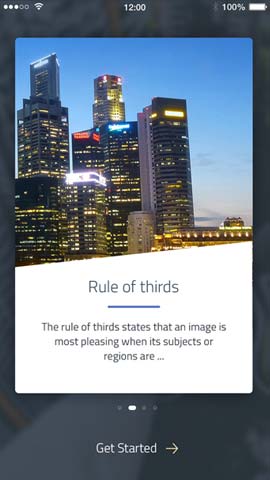 12:00
100%
Rule of thirds
The rule of thirds states that an image is
most pleasing when its subjects or
regions are ...
Get Started